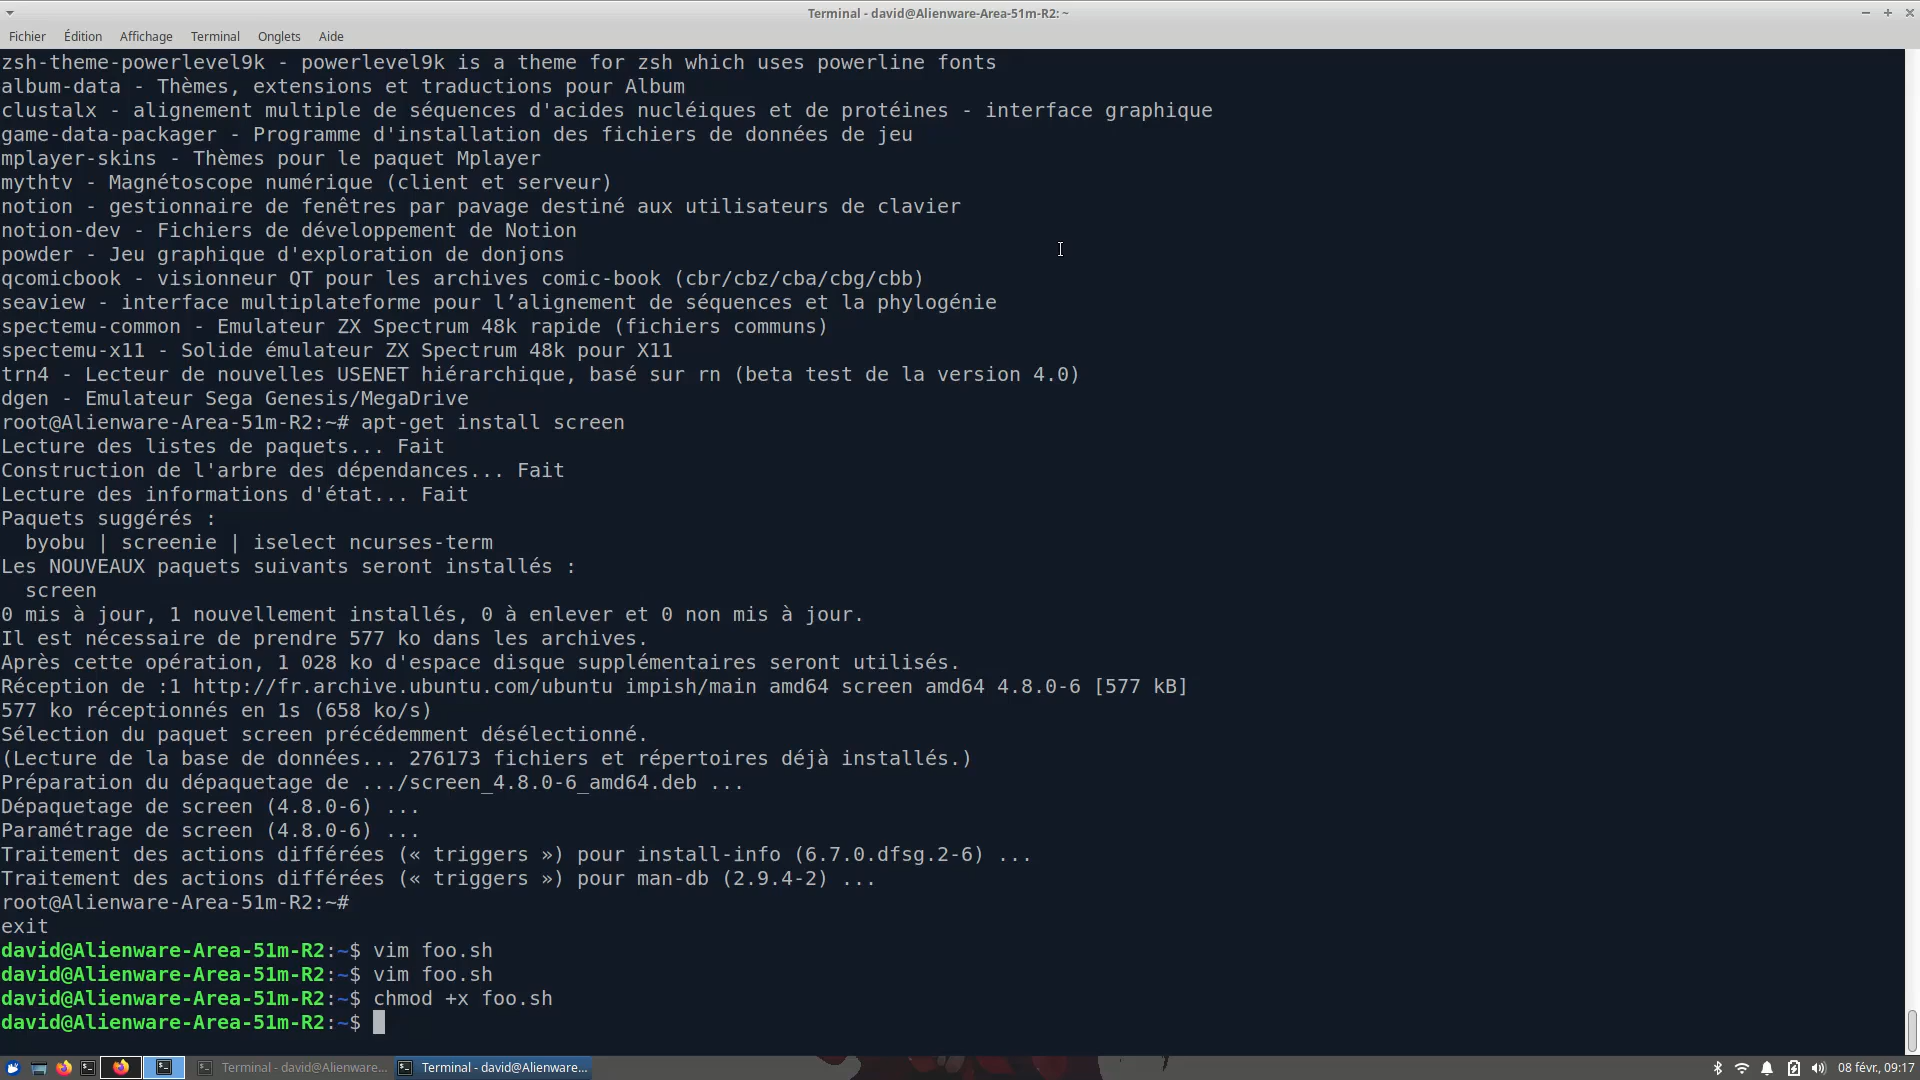 Terminal - david@Alienware-Area-51m-R2: ~
Fichier Édition Affichage Terminal Onglets Aide
zsh-theme-powerlevel9k - powerlevel9k is a theme for zsh which uses powerline fonts
album-data - Thèmes, extensions et traductions pour Album
clustalx - alignement multiple de séquences d'acides nucléiques et de protéines - interface graphique
game-data-packager - Programme d'installation des fichiers de données de jeu
mplayer-skins - Thèmes pour le paquet Mplayer
mythtv - Magnétoscope numérique (client et serveur)
notion - gestionnaire de fenêtres par pavage destiné aux utilisateurs de clavier
notion-dev - Fichiers de développement de Notion
powder - Jeu graphique d'exploration de donjons
qcomicbook - visionneur QT pour les archives comic-book (cbr/cbz/cba/cbg/cbb)
seaview - interface multiplateforme pour l’alignement de séquences et la phylogénie
spectemu-common - Emulateur ZX Spectrum 48k rapide (fichiers communs)
spectemu-x11 - Solide émulateur ZX Spectrum 48k pour X11
trn4 - Lecteur de nouvelles USENET hiérarchique, basé sur rn (beta test de la version 4.0)
dgen - Emulateur Sega Genesis/MegaDrive
root@Alienware-Area-51m-R2:~# apt-get install screen
Lecture des listes de paquets... Fait
Construction de l'arbre des dépendances... Fait
Lecture des informations d'état... Fait
Paquets suggérés :
  byobu | screenie | iselect ncurses-term
Les NOUVEAUX paquets suivants seront installés :
  screen
0 mis à jour, 1 nouvellement installés, 0 à enlever et 0 non mis à jour.
Il est nécessaire de prendre 577 ko dans les archives.
Après cette opération, 1 028 ko d'espace disque supplémentaires seront utilisés.
Réception de :1 http://fr.archive.ubuntu.com/ubuntu impish/main amd64 screen amd64 4.8.0-6 [577 kB]
577 ko réceptionnés en 1s (658 ko/s)
Sélection du paquet screen précédemment désélectionné.
(Lecture de la base de données... 276173 fichiers et répertoires déjà installés.)
Préparation du dépaquetage de .../screen_4.8.0-6_amd64.deb ...
Dépaquetage de screen (4.8.0-6) ...
Paramétrage de screen (4.8.0-6) ...
Traitement des actions différées (« triggers ») pour install-info (6.7.0.dfsg.2-6) ...
Traitement des actions différées (« triggers ») pour man-db (2.9.4-2) ...
root@Alienware-Area-51m-R2:~#
exit
david@Alienware-Area-51m-R2:~$ vim foo.sh
david@Alienware-Area-51m-R2:~$ vim foo.sh
david@Alienware-Area-51m-R2:~$ chmod +x foo.sh
david@Alienware-Area-51m-R2:~$
Terminal - david@Alienware... Terminal - david@Alienware... 08 févr., 09:17